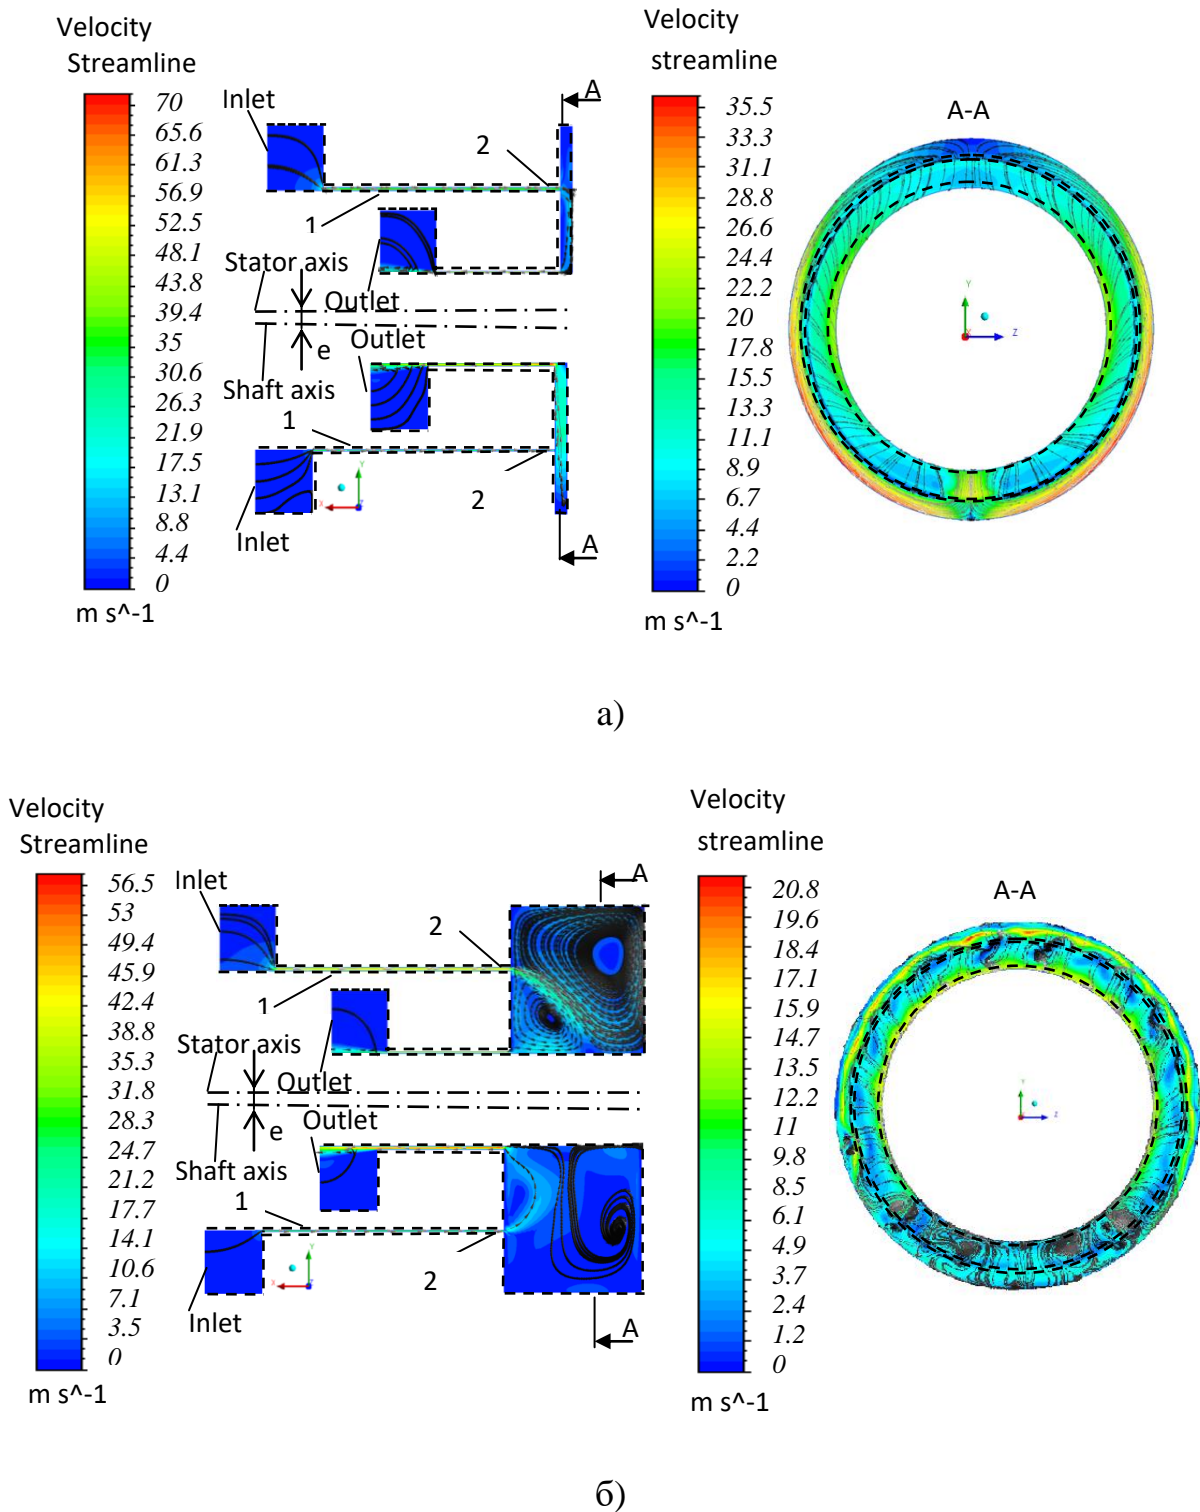 Velocity
Streamline
70
65.6
61.3
56.9
52.5
48.1
43.8
39.4
35
30.6
26.3
21.9
17.5
13.1
8.8
4.4
0
m s^-1
Inlet
2
A
1
Stator axis
Outlet
Outlet
e
Shaft axis
1
2
Inlet
A
Y
X
Z
Velocity
streamline
35.5
33.3
31.1
28.8
26.6
24.4
22.2
20
17.8
15.5
13.3
11.1
8.9
6.7
4.4
2.2
0
m s^-1
A-A
Y
X
Z
а)
Velocity
Streamline
56.5
53
49.4
45.9
42.4
38.8
35.3
31.8
28.3
24.7
21.2
17.7
14.1
10.6
7.1
3.5
0
m s^-1
Inlet
2
A
1
Stator axis
Outlet
Outlet
e
Shaft axis
1
2
Inlet
A
Y
X
Z
Velocity
streamline
20.8
19.6
18.4
17.1
15.9
14.7
13.5
12.2
11
9.8
8.5
6.1
4.9
3.7
2.4
1.2
0
m s^-1
A-A
Y
X
Z
б)